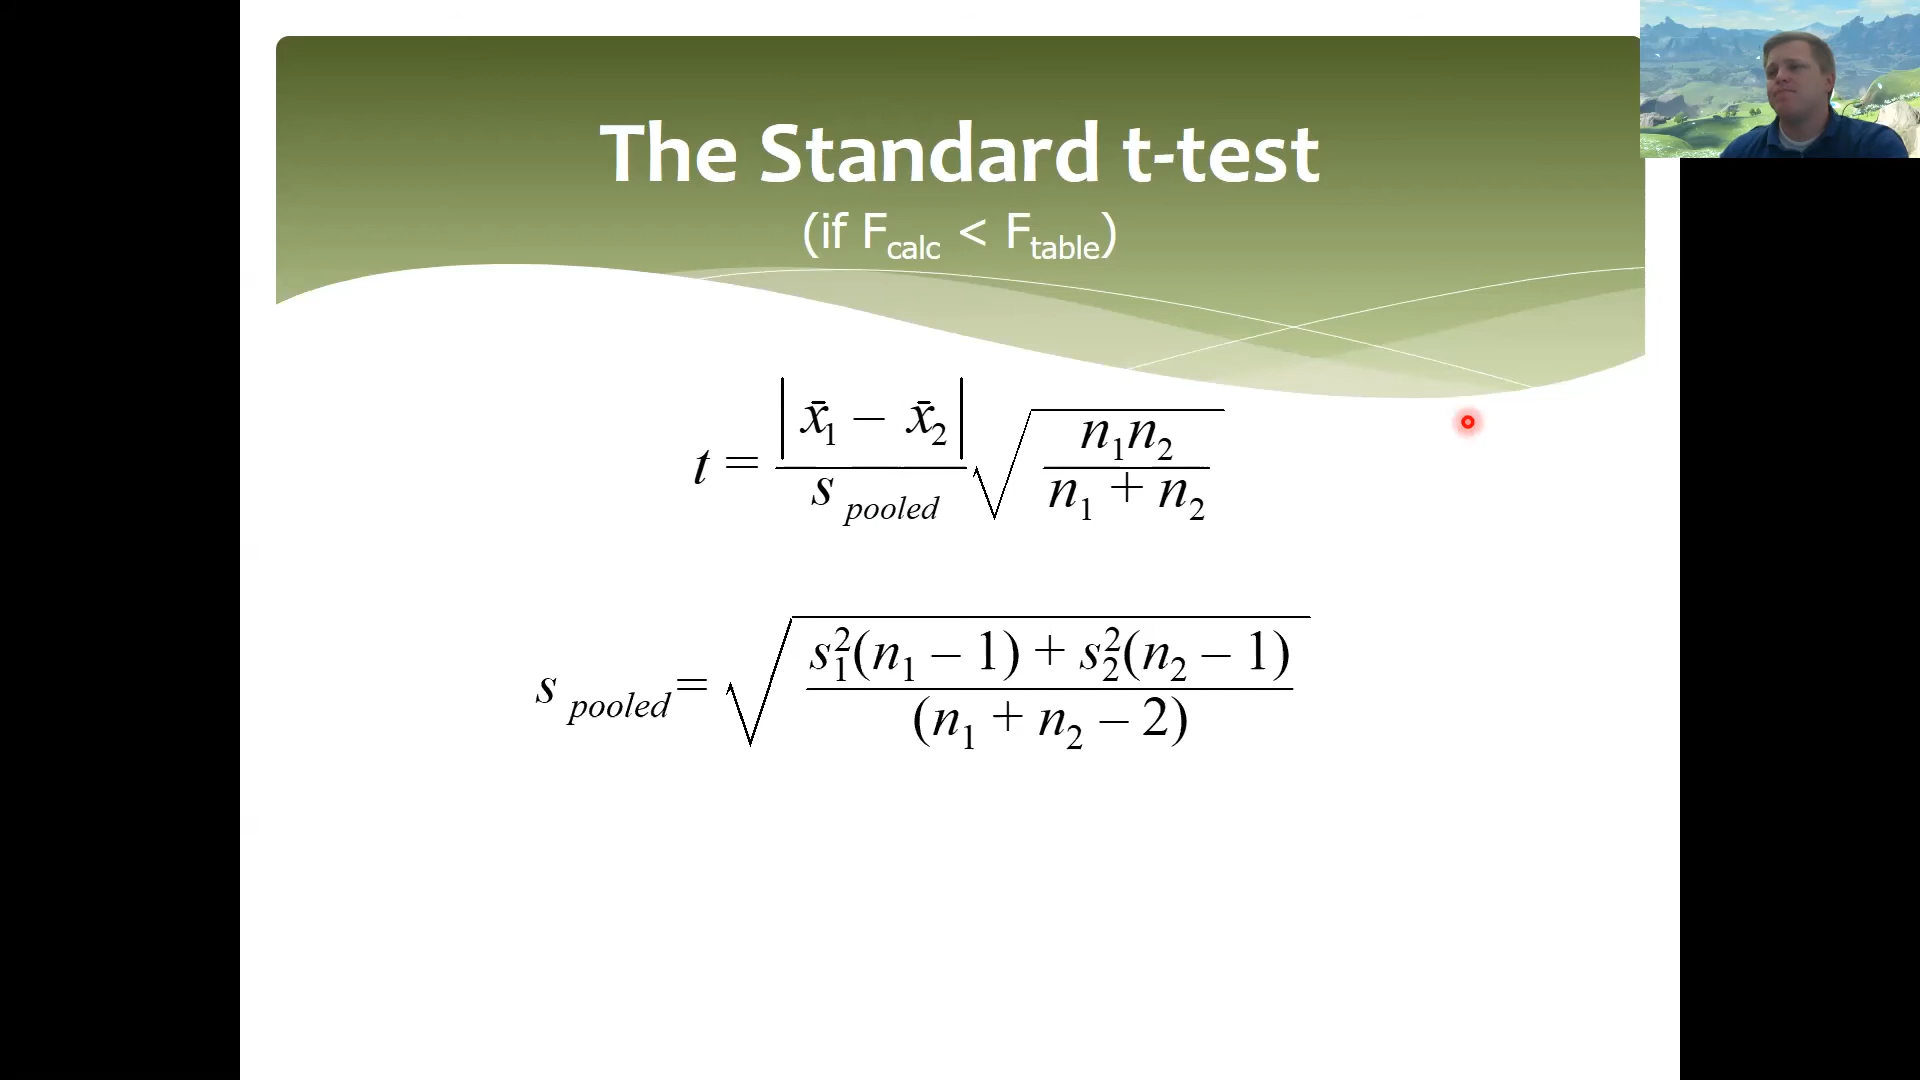 The Standard t-test
(if F_calc < F_table)
t = |x̄₁ − x̄₂| / s_pooled √(n₁n₂ / (n₁ + n₂))
s_pooled = √((s₁²(n₁ − 1) + s₂²(n₂ − 1)) / (n₁ + n₂ − 2))